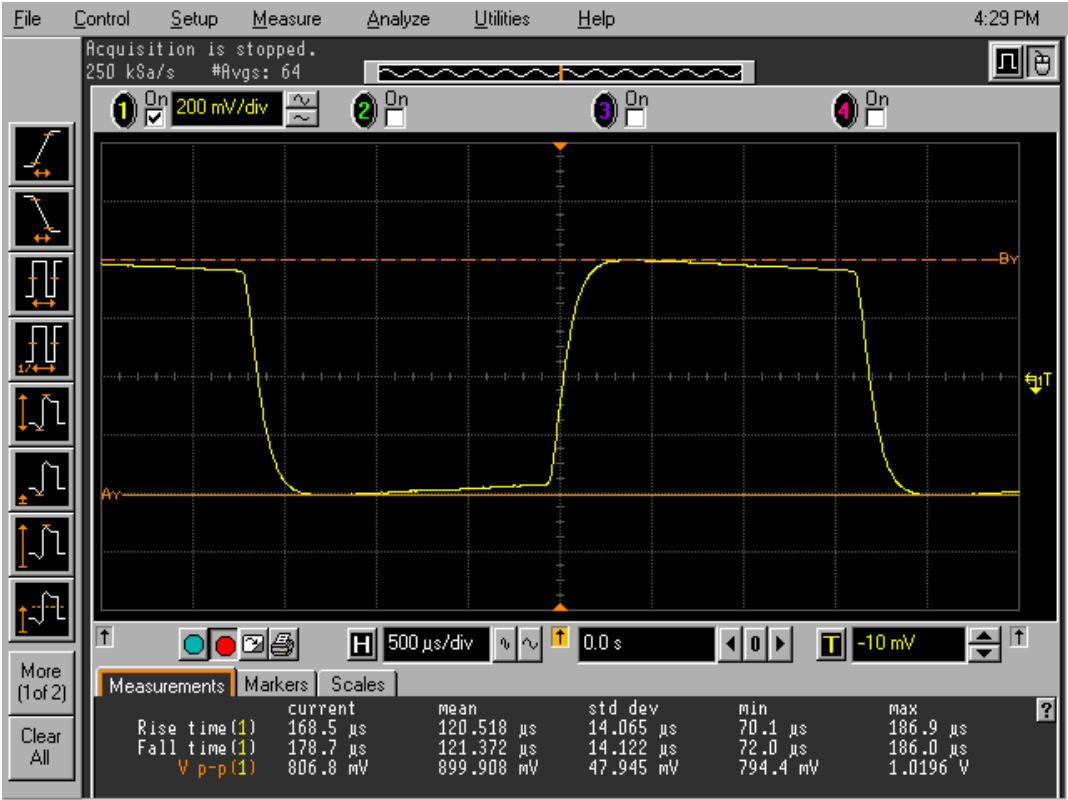 File Control Setup Measure Analyze Utilities Help 4:29 PM
Acquisition is stopped.
250 kSa/s #Avgs: 64
1 On 200 mV/div 2 On 3 On 4 On
By
1T
Ay
H 500 µs/div 0.0 s 0 T -10 mV
More
(1 of 2)
Clear
All
Measurements Markers Scales
current mean std dev min max ?
Rise time(1) 168.5 µs 120.518 µs 14.065 µs 70.1 µs 186.9 µs
Fall time(1) 178.7 µs 121.372 µs 14.122 µs 72.0 µs 186.0 µs
V p-p(1) 806.8 mV 899.908 mV 47.945 mV 794.4 mV 1.0196 V